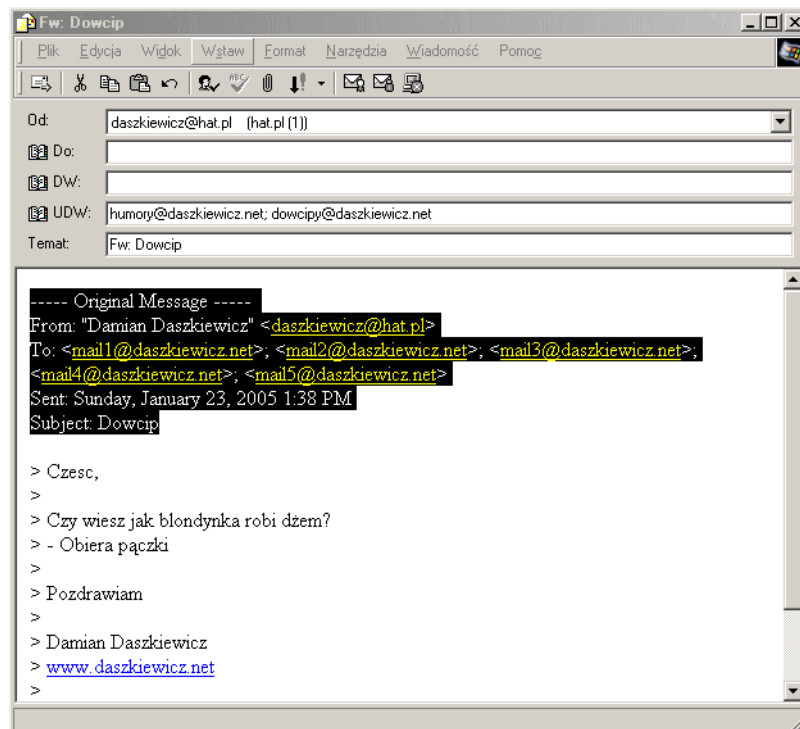 Fw: Dowcip
Plik Edycja Widok Wstaw Format Narzędzia Wiadomość Pomoc
ABC
Od: daszkiewicz@hat.pl (hat.pl (1))
Do:
DW:
UDW: humory@daszkiewicz.net; dowcipy@daszkiewicz.net
Temat: Fw: Dowcip
----- Original Message -----
From: "Damian Daszkiewicz" <daszkiewicz@hat.pl>
To: <mail1@daszkiewicz.net>; <mail2@daszkiewicz.net>; <mail3@daszkiewicz.net>;
<mail4@daszkiewicz.net>; <mail5@daszkiewicz.net>
Sent: Sunday, January 23, 2005 1:38 PM
Subject: Dowcip
> Czesc,
>
> Czy wiesz jak blondynka robi dżem?
> - Obiera pączki
>
> Pozdrawiam
>
> Damian Daszkiewicz
> www.daszkiewicz.net
>